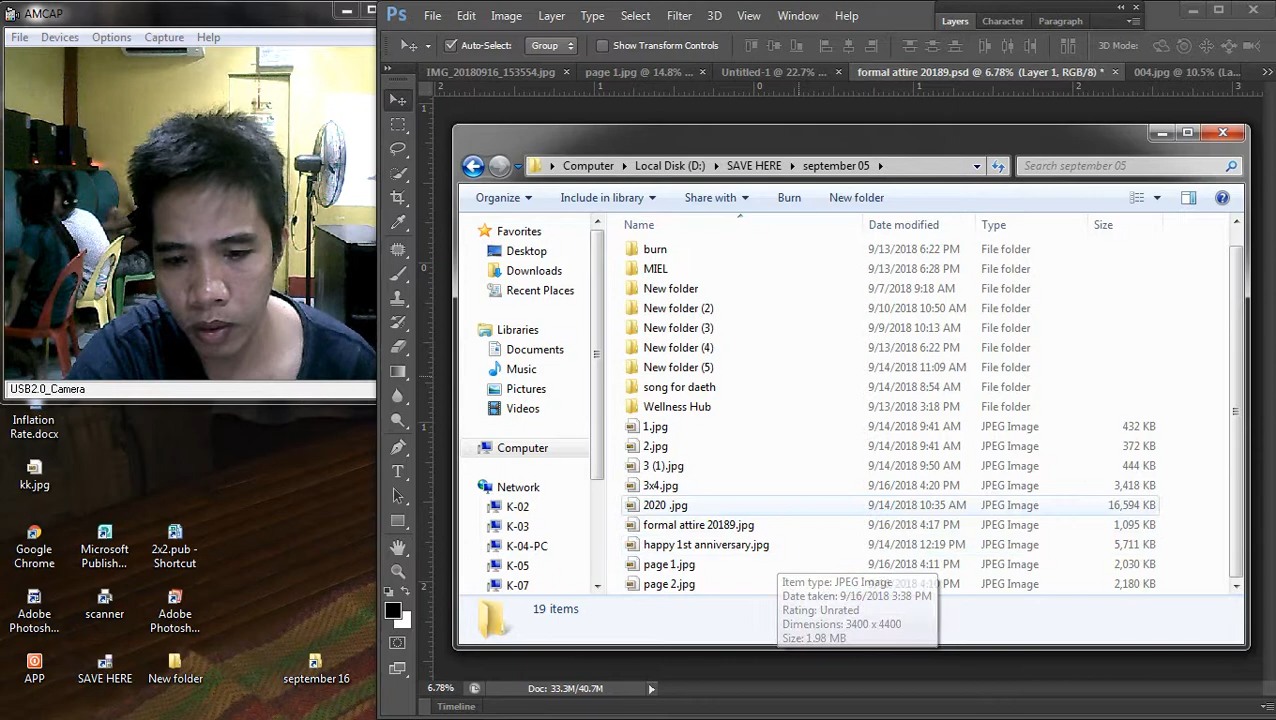 AMCAP
File Devices Options Capture Help
USB2.0_Camera
Inflation
Rate.docx
kk.jpg
Google
Chrome
Microsoft
Publish...
2x2.pub -
Shortcut
Adobe
Photosh...
scanner
Adobe
Photosh...
APP
SAVE HERE
New folder
september 16
Ps File Edit Image Layer Type Select Filter 3D View Window Help
Layers Character Paragraph
Group Show Transform Controls 3D M
page 1.jpg @ 14.8% ... Untitled-1 @ 22.7% ... formal attire 20189.psd @ 6.78% (Layer 1, RGB/8) * 004.jpg @ 10.5% (La...
2 1 0 1 2 3
Computer Local Disk (D:) SAVE HERE september 05
Search september 05
Organize Include in library Share with Burn New folder
Favorites
Desktop
Downloads
Recent Places
Libraries
Documents
Music
Pictures
Videos
Computer
Network
K-02
K-03
K-04-PC
K-05
K-07
Name Date modified Type Size
burn 9/13/2018 6:22 PM File folder
MIEL 9/13/2018 6:28 PM File folder
New folder 9/7/2018 9:18 AM File folder
New folder (2) 9/10/2018 10:50 AM File folder
New folder (3) 9/9/2018 10:13 AM File folder
New folder (4) 9/13/2018 6:22 PM File folder
New folder (5) 9/14/2018 11:09 AM File folder
song for daeth 9/14/2018 8:54 AM File folder
Wellness Hub 9/13/2018 3:18 PM File folder
1.jpg 9/14/2018 9:41 AM JPEG Image 432 KB
2.jpg 9/14/2018 9:41 AM JPEG Image 372 KB
3 (1).jpg 9/14/2018 9:50 AM JPEG Image 444 KB
3x4.jpg 9/16/2018 4:20 PM JPEG Image 3,418 KB
2020 .jpg 9/14/2018 10:35 AM JPEG Image 16,594 KB
formal attire 20189.jpg 9/16/2018 4:17 PM JPEG Image 1,095 KB
happy 1st anniversary.jpg 9/14/2018 12:19 PM JPEG Image 5,711 KB
page 1.jpg 9/16/2018 4:11 PM JPEG Image 2,030 KB
page 2.jpg JPEG Image
Item type: JPEG Image
Date taken: 9/16/2018 3:38 PM
Rating: Unrated
Dimensions: 3400 x 4400
Size: 1.98 MB
19 items
6.78% Doc: 33.3M/40.7M
Timeline